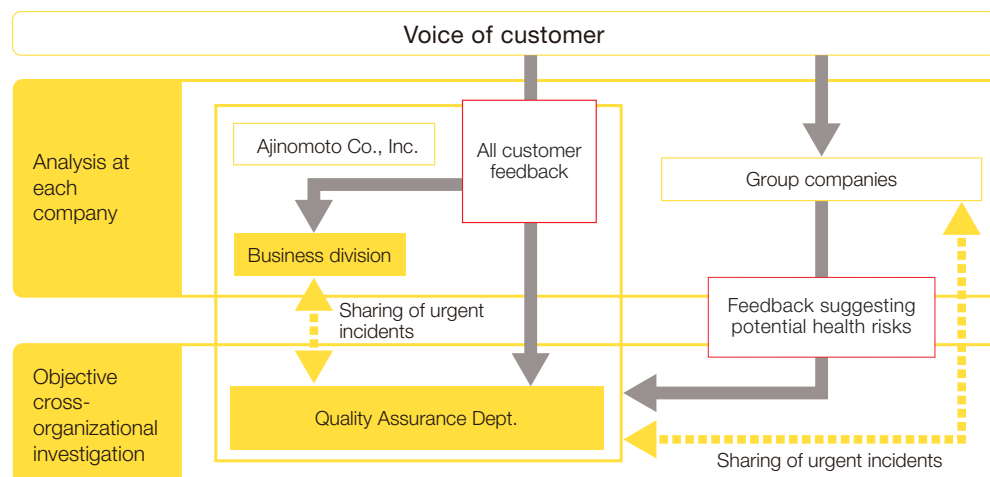 Voice of customer
Analysis at
each
company
Ajinomoto Co., Inc.
All customer
feedback
Group companies
Business division
Sharing of urgent
incidents
Feedback suggesting
potential health risks
Objective
cross-
organizational
investigation
Quality Assurance Dept.
Sharing of urgent incidents